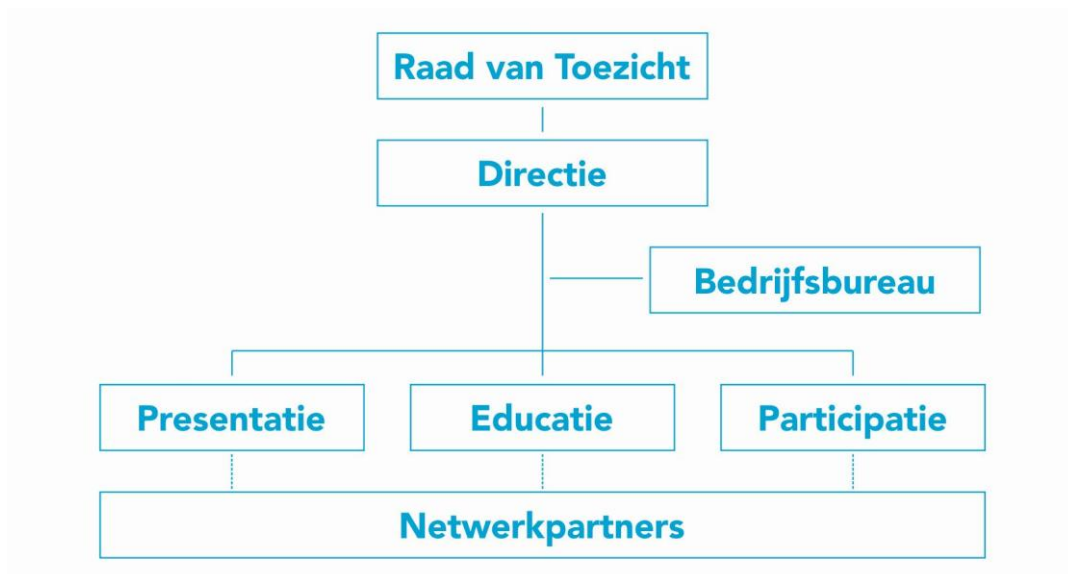 Raad van Toezicht
Directie
Bedrijfsbureau
Presentatie
Educatie
Participatie
Netwerkpartners